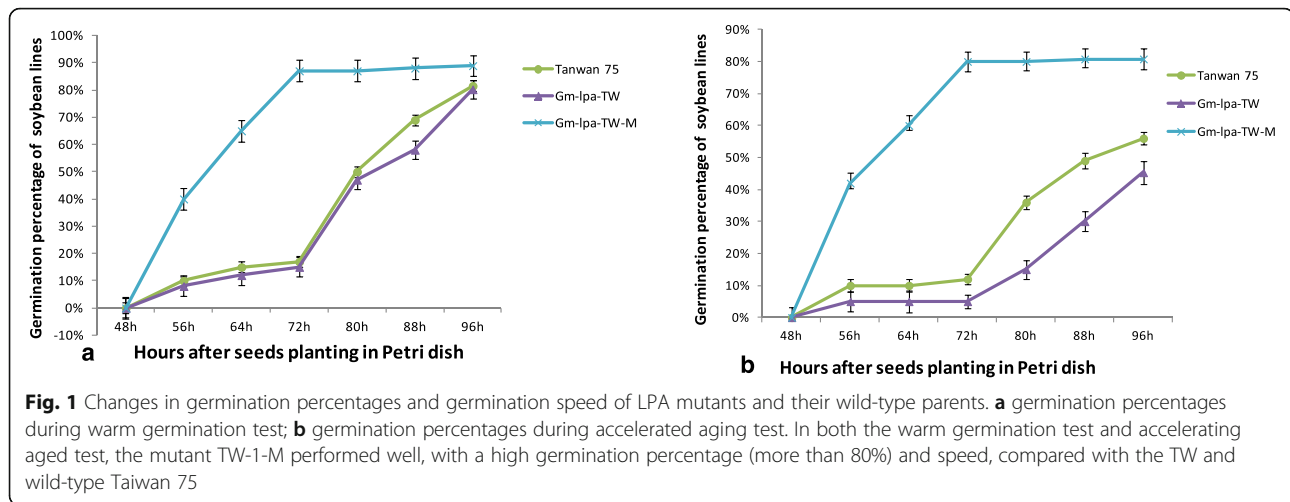 100%
90%
80%
70%
60%
50%
40%
30%
20%
10%
0%
-10%
Germination percentage of soybean lines
48h 56h 64h 72h 80h 88h 96h
a Hours after seeds planting in Petri dish
Tanwan 75
Gm-lpa-TW
Gm-lpa-TW-M
90%
80%
70%
60%
50%
40%
30%
20%
10%
0%
Germination percentage of soybean lines
48h 56h 64h 72h 80h 88h 96h
b Hours after seeds planting in Petri dish
Tanwan 75
Gm-lpa-TW
Gm-lpa-TW-M
Fig. 1 Changes in germination percentages and germination speed of LPA mutants and their wild-type parents. a germination percentages
during warm germination test; b germination percentages during accelerated aging test. In both the warm germination test and accelerating
aged test, the mutant TW-1-M performed well, with a high germination percentage (more than 80%) and speed, compared with the TW and
wild-type Taiwan 75